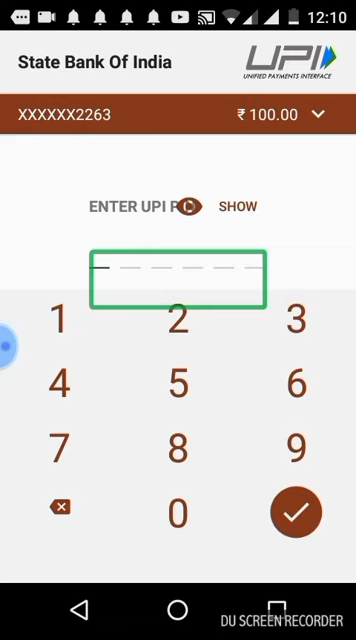 12:10
State Bank Of India
UPI
UNIFIED PAYMENTS INTERFACE
XXXXXX2263 ₹ 100.00
ENTER UPI SHOW
1 2 3
4 5 6
7 8 9
0
DU SCREEN RECORDER